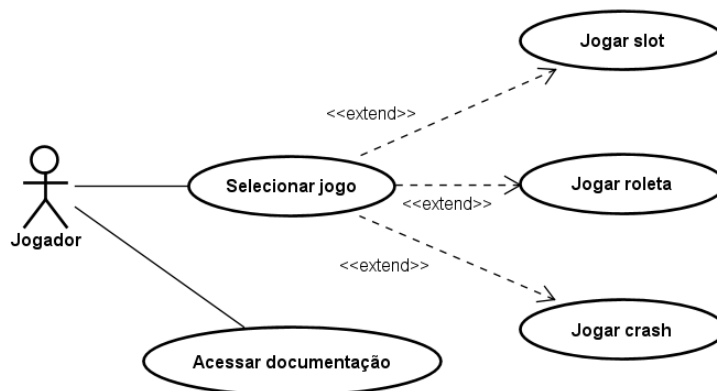 Jogar slot
<<extend>>
Selecionar jogo
Jogar roleta
<<extend>>
Jogador
<<extend>>
Jogar crash
Acessar documentação